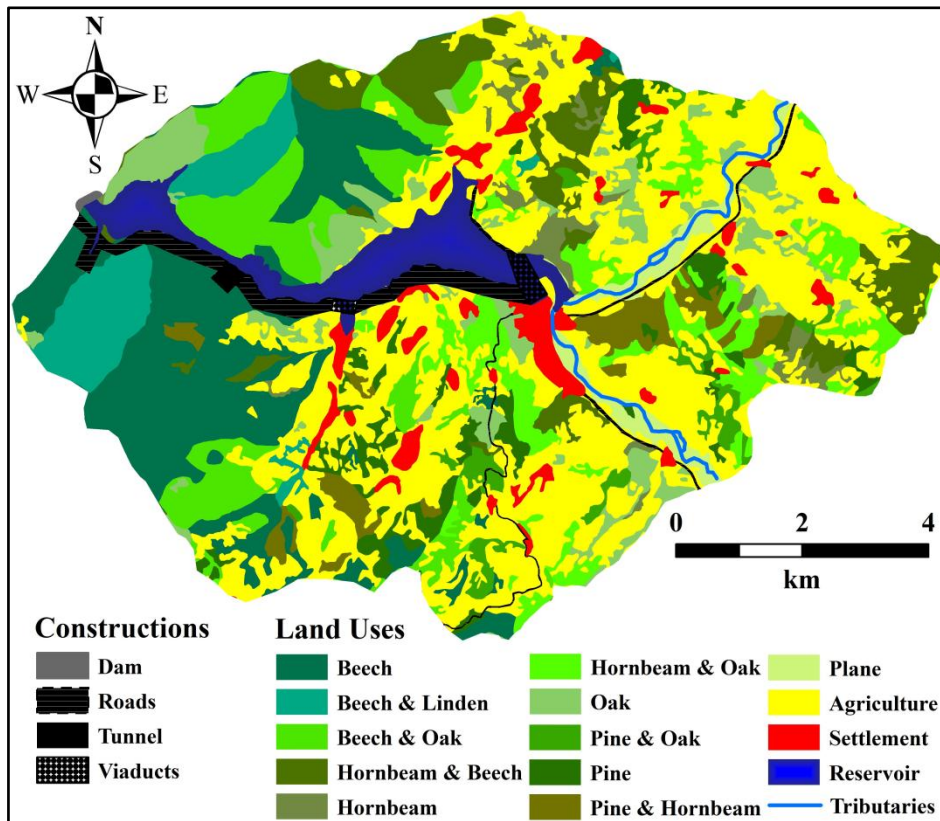 N
W E
S
0 2 4
km
Constructions
Dam
Roads
Tunnel
Viaducts
Land Uses
Beech
Beech & Linden
Beech & Oak
Hornbeam & Beech
Hornbeam
Hornbeam & Oak
Oak
Pine & Oak
Pine
Pine & Hornbeam
Plane
Agriculture
Settlement
Reservoir
Tributaries